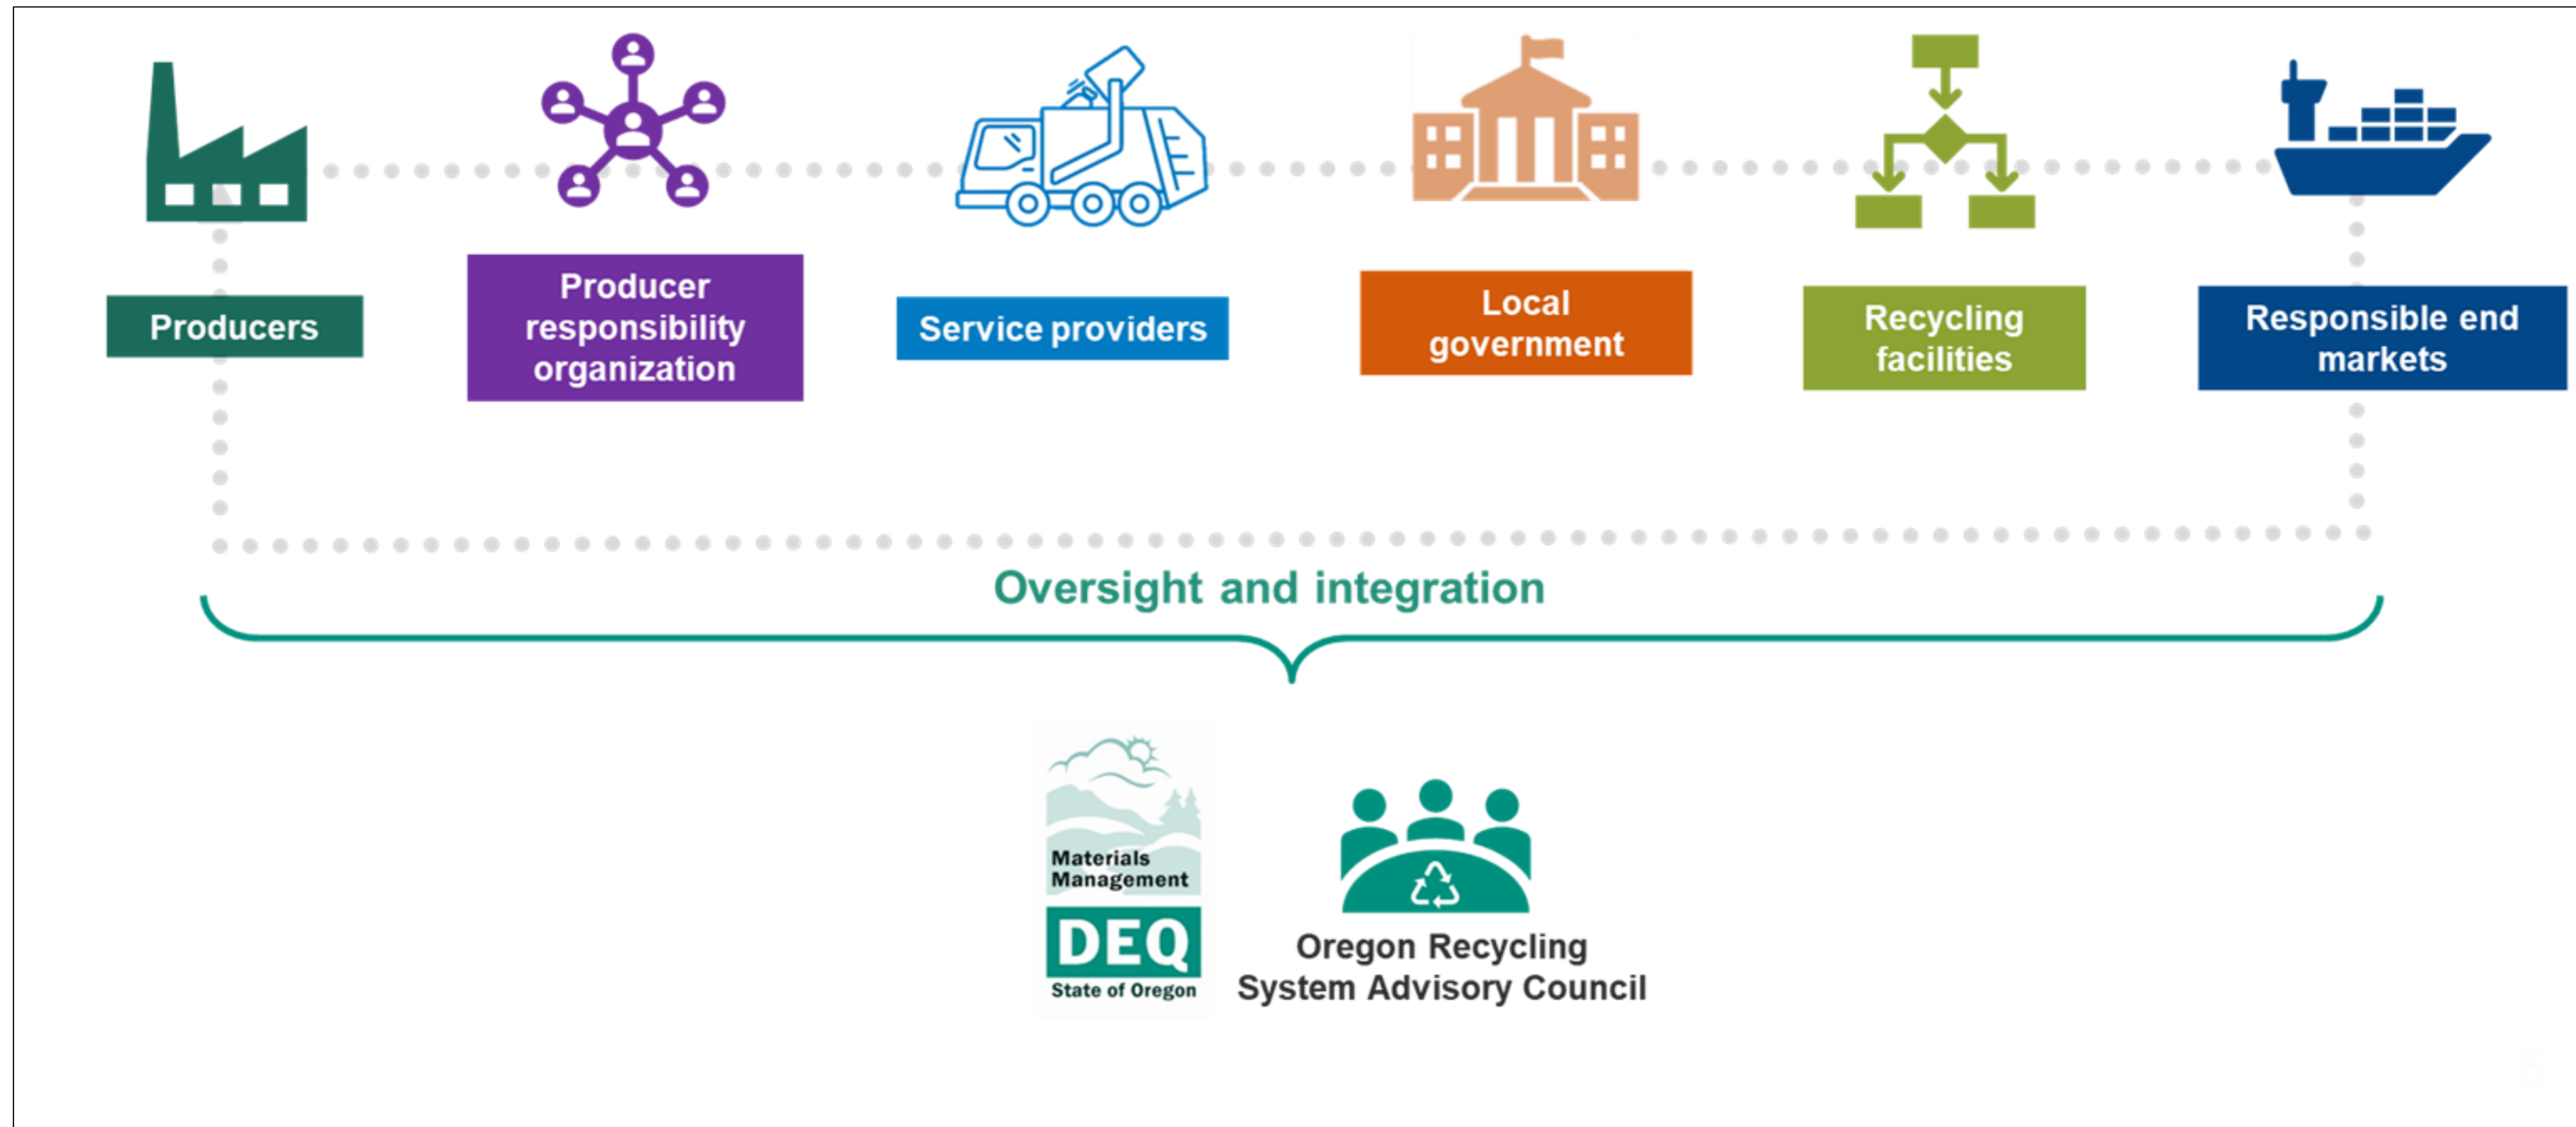 Producers
Producer
responsibility
organization
Service providers
Local
government
Recycling
facilities
Responsible end
markets
Oversight and integration
Materials
Management
DEQ
State of Oregon
Oregon Recycling
System Advisory Council